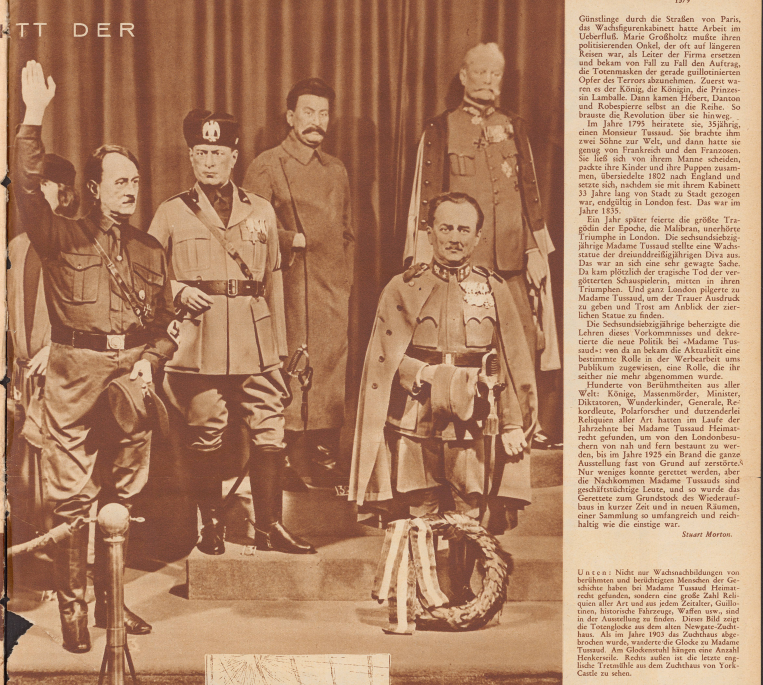 TT DER
1379
Günstlinge durch die Straßen von Paris,
das Wachsfigurenkabinett hatte Arbeit im
Ueberfluß. Marie Großholtz mußte ihren
politisierenden Onkel, der oft auf längeren
Reisen war, als Leiter der Firma ersetzen
und bekam von Fall zu Fall den Auftrag,
die Totenmasken der gerade guillotinierten
Opfer des Terrors abzunehmen. Zuerst wa-
ren es der König, die Königin, die Prinzes-
sin Lamballe. Dann kamen Hébert, Danton
und Robespierre selbst an die Reihe. So
brauste die Revolution über sie hinweg.
Im Jahre 1795 heiratete sie, 35jährig,
einen Monsieur Tussaud. Sie brachte ihm
zwei Söhne zur Welt, und dann hatte sie
genug von Frankreich und den Franzosen.
Sie ließ sich von ihrem Manne scheiden,
packte ihre Kinder und ihre Puppen zusam-
men, übersiedelte 1802 nach England und
setzte sich, nachdem sie mit ihrem Kabinett
33 Jahre lang von Stadt zu Stadt gezogen
war, endgültig in London fest. Das war im
Jahre 1835.
Ein Jahr später feierte die größte Tra-
gödin der Epoche, die Malibran, unerhörte
Triumphe in London. Die sechsundsiebzig-
jährige Madame Tussaud stellte eine Wachs-
statue der dreiunddreißigjährigen Diva aus.
Das war an sich eine sehr gewagte Sache.
Da kam plötzlich der tragische Tod der ver-
götterten Schauspielerin, mitten in ihren
Triumphen. Und ganz London pilgerte zu
Madame Tussaud, um der Trauer Ausdruck
zu geben und Trost am Anblick der zier-
lichen Statue zu finden.
Die Sechsundsiebzigjährige beherzigte die
Lehren dieses Vorkommnisses und dekre-
tierte die neue Politik bei «Madame Tus-
saud»: von da an bekam die Aktualität eine
bestimmte Rolle in der Werbearbeit ums
Publikum zugewiesen, eine Rolle, die ihr
seither nie mehr abgenommen wurde.
Hunderte von Berühmtheiten aus aller
Welt: Könige, Massenmörder, Minister,
Diktatoren, Wunderkinder, Generale, Re-
kordleute, Polarforscher und dutzenderlei
Reliquien aller Art hatten im Laufe der
Jahrzehnte bei Madame Tussaud Heimat-
recht gefunden, um von den Londonbesu-
chern von nah und fern bestaunt zu wer-
den, bis im Jahre 1925 ein Brand die ganze
Ausstellung fast von Grund auf zerstörte.
Nur weniges konnte gerettet werden, aber
die Nachkommen Madame Tussauds sind
geschäftstüchtige Leute, und so wurde das
Gerettete zum Grundstock des Wiederauf-
baus in kurzer Zeit und in neuen Räumen,
einer Sammlung so umfangreich und reich-
haltig wie die einstige war.
Stuart Morton.
Unten: Nicht nur Wachsnachbildungen von
berühmten und berüchtigten Menschen der Ge-
schichte haben bei Madame Tussaud Heimat-
recht gefunden, sondern eine große Zahl Reli-
quien aller Art und aus jedem Zeitalter, Guillo-
tinen, historische Fahrzeuge, Waffen usw., sind
in der Ausstellung zu finden. Dieses Bild zeigt
die Totenglocke aus dem alten Newgate-Zucht-
haus. Als im Jahre 1903 das Zuchthaus abge-
brochen wurde, wanderte die Glocke zu Madame
Tussaud. Am Glockenstuhl hängen eine Anzahl
Henkerseile. Rechts außen ist die letzte eng-
lische Tretmühle aus dem Zuchthaus von York-
Castle zu sehen.